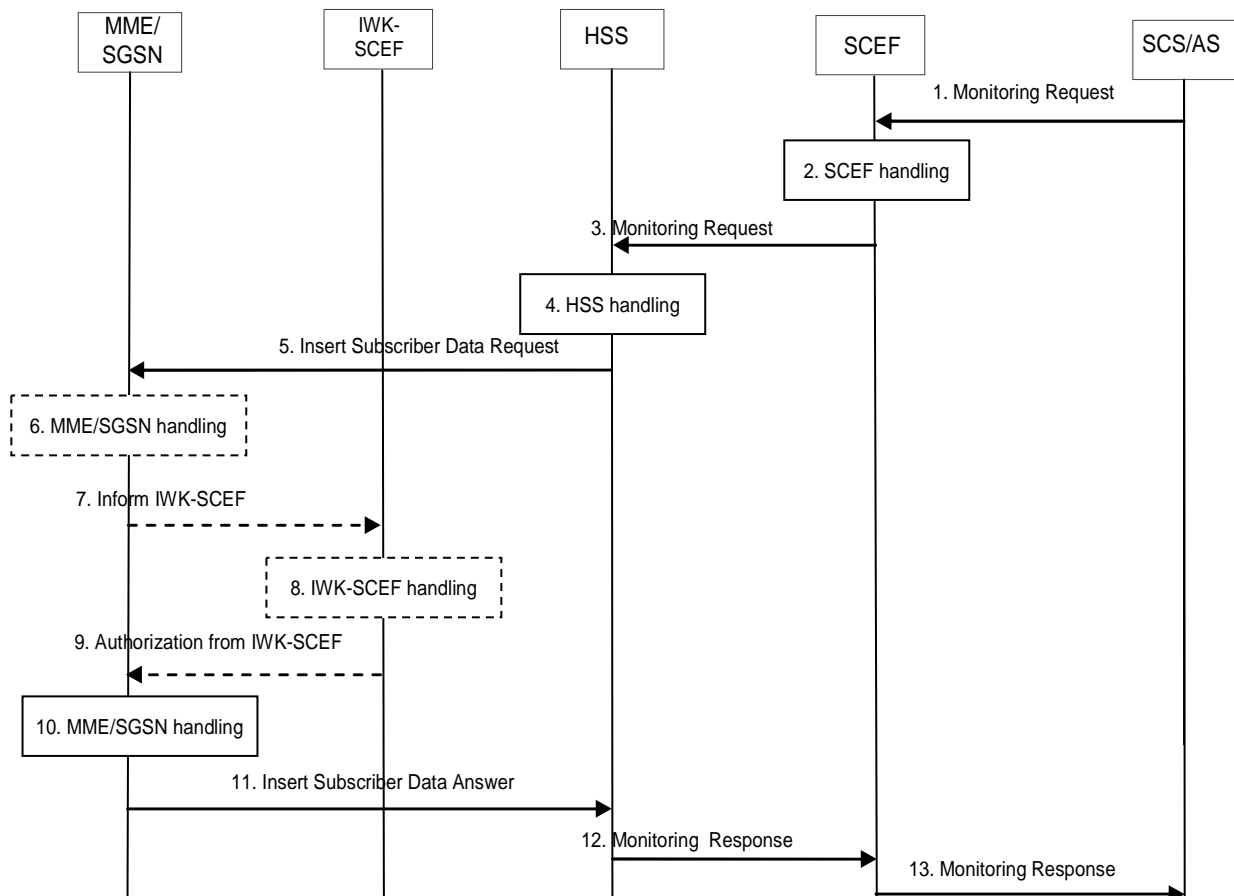 MME/
SGSN
IWK-
SCEF
HSS
SCEF
SCS/AS
1. Monitoring Request
2. SCEF handling
3. Monitoring Request
4. HSS handling
5. Insert Subscriber Data Request
6. MME/SGSN handling
7. Inform IWK-SCEF
8. IWK-SCEF handling
9. Authorization from IWK-SCEF
10. MME/SGSN handling
11. Insert Subscriber Data Answer
12. Monitoring Response
13. Monitoring Response